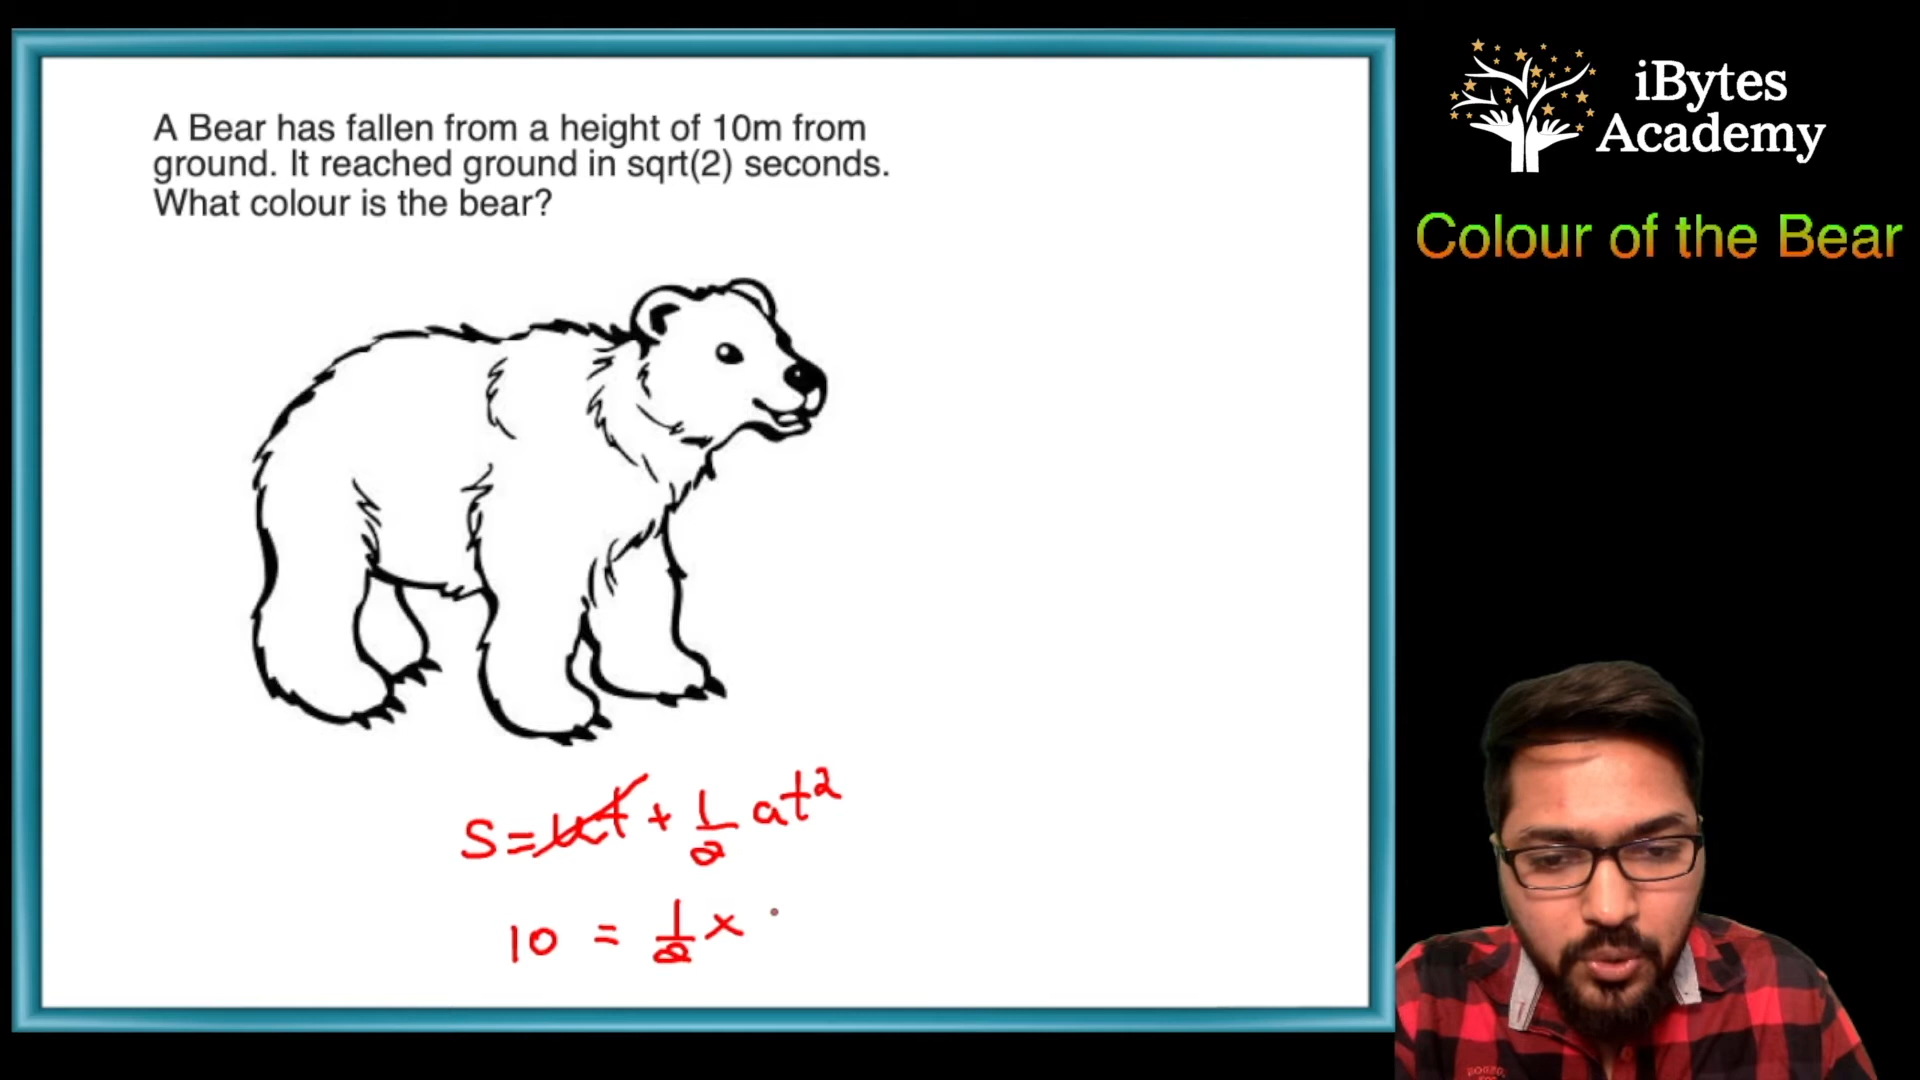 A Bear has fallen from a height of 10m from
ground. It reached ground in sqrt(2) seconds.
What colour is the bear?
iBytes
Academy
Colour of the Bear
S = ut + 1/2 at²
10 = 1/2 x